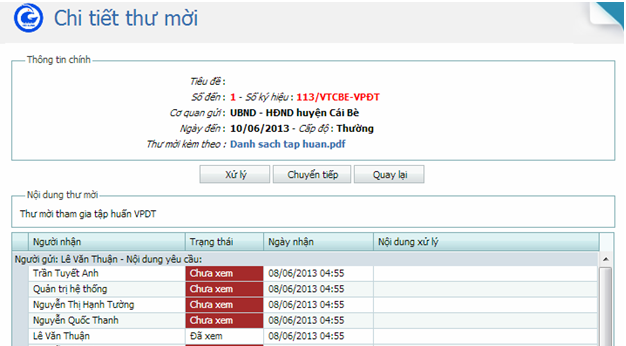 Chi tiết thư mời
Thông tin chính
Tiêu đề :
Số đến : 1 - Số ký hiệu : 113/VTCBE-VPĐT
Cơ quan gửi : UBND - HĐND huyện Cái Bè
Ngày đến : 10/06/2013 - Cấp độ : Thường
Thư mời kèm theo : Danh sach tap huan.pdf
Xử lý Chuyển tiếp Quay lại
Nội dung thư mời
Thư mời tham gia tập huấn VPDT
Người nhận Trạng thái Ngày nhận Nội dung xử lý
Người gửi: Lê Văn Thuận - Nội dung yêu cầu:
Trần Tuyết Anh Chưa xem 08/06/2013 04:55
Quản trị hệ thống Chưa xem 08/06/2013 04:55
Nguyễn Thị Hạnh Tường Chưa xem 08/06/2013 04:55
Nguyễn Quốc Thanh Chưa xem 08/06/2013 04:55
Lê Văn Thuận Đã xem 08/06/2013 04:55